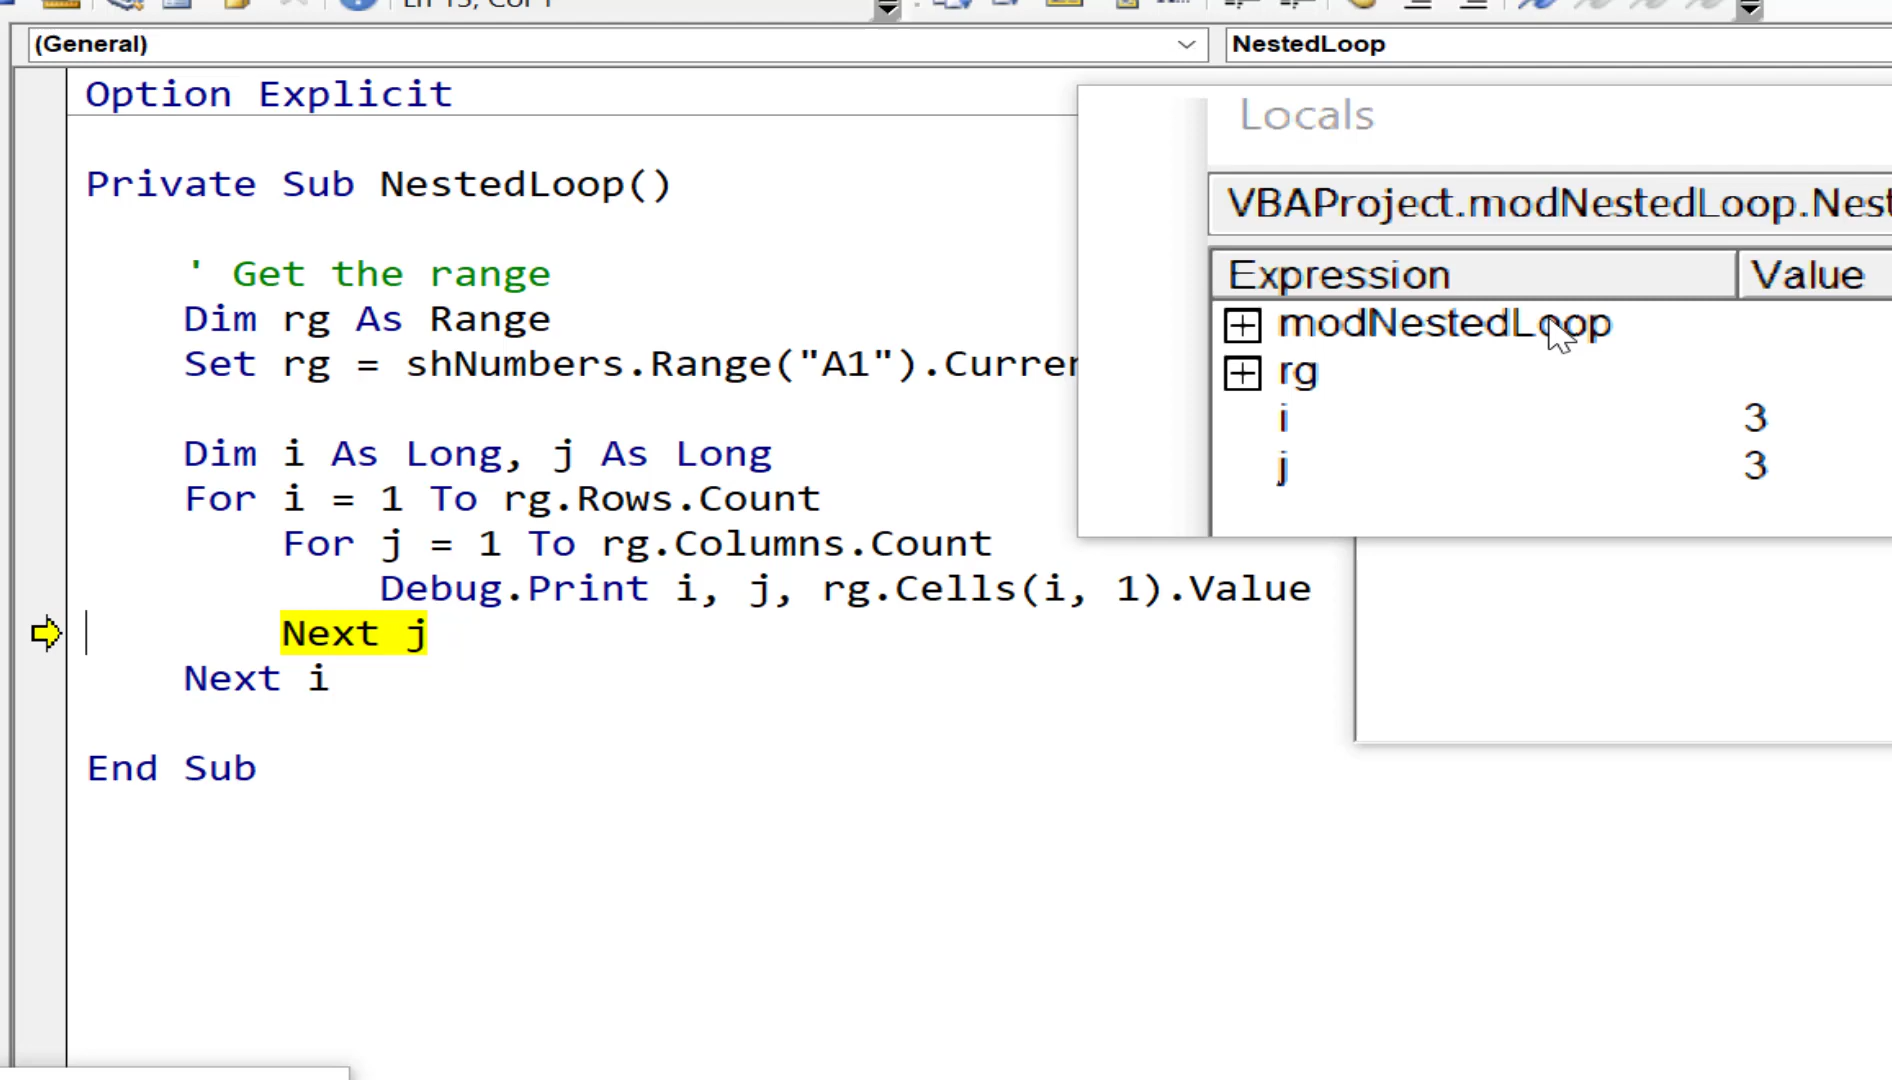 (General)
NestedLoop
Option Explicit
Private Sub NestedLoop()
' Get the range
Dim rg As Range
Set rg = shNumbers.Range("A1").Curren
Dim i As Long, j As Long
For i = 1 To rg.Rows.Count
For j = 1 To rg.Columns.Count
Debug.Print i, j, rg.Cells(i, 1).Value
Next j
Next i
End Sub
Locals
VBAProject.modNestedLoop.Nest
Expression Value
modNestedLoop
rg
i 3
j 3